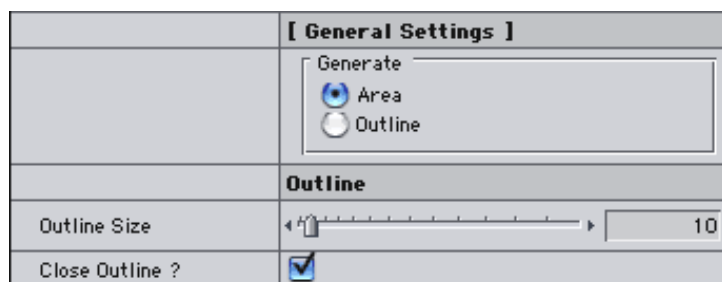 [ General Settings ]
Generate
Area
Outline
Outline
Outline Size 10
Close Outline ?